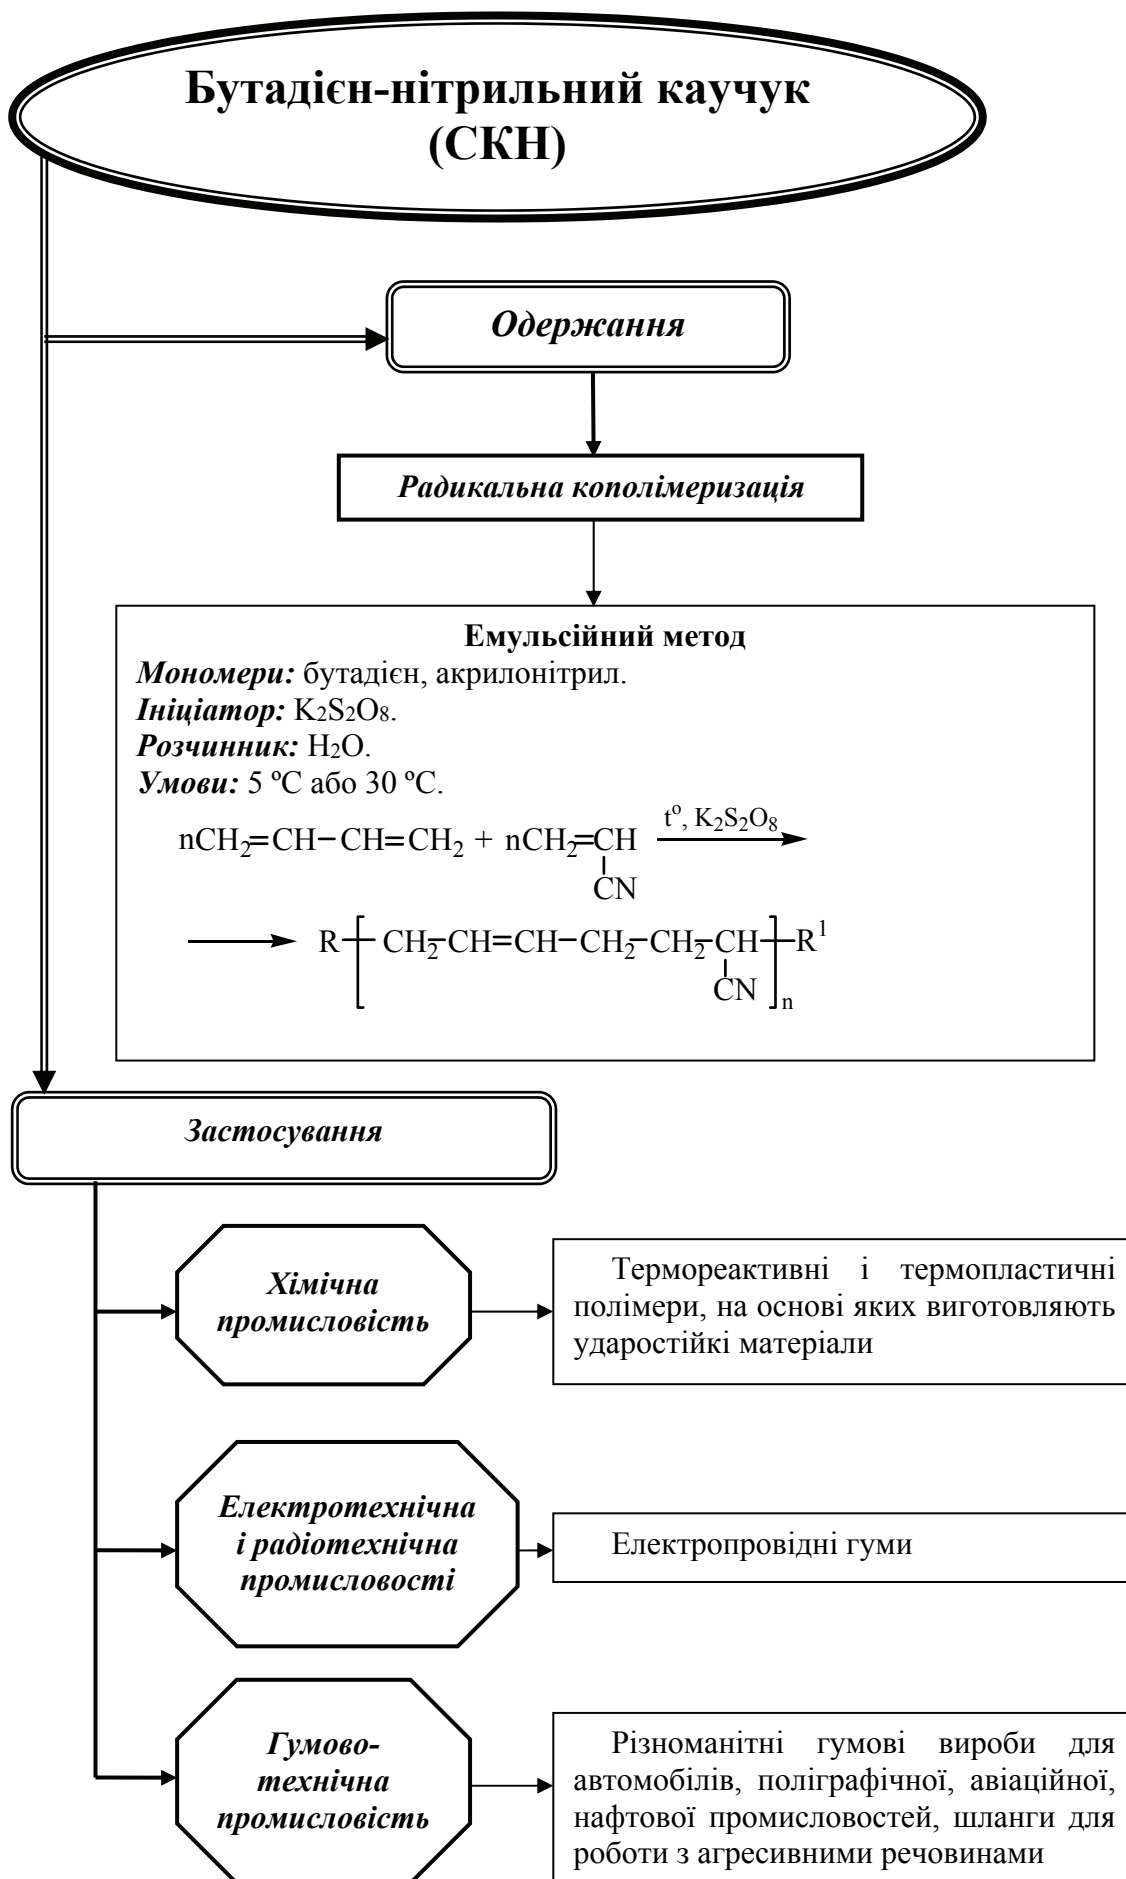 Бутадієн-нітрильний каучук
(СКН)
Одержання
Радикальна кополімеризація
Емульсійний метод
Мономери: бутадієн, акрилонітрил.
Ініціатор: K₂S₂O₈.
Розчинник: H₂O.
Умови: 5 ºС або 30 ºС.
nCH₂=CH–CH=CH₂ + nCH₂=CH
t°, K₂S₂O₈
CN
R [ CH₂–CH=CH–CH₂–CH₂–CH ]ₙ R¹
CN
Застосування
Хімічна
промисловість
Термореактивні і термопластичні
полімери, на основі яких виготовляють
ударостійкі матеріали
Електротехнічна
і радіотехнічна
промисловості
Електропровідні гуми
Гумово-
технічна
промисловість
Різноманітні гумові вироби для
автомобілів, поліграфічної, авіаційної,
нафтової промисловостей, шланги для
роботи з агресивними речовинами